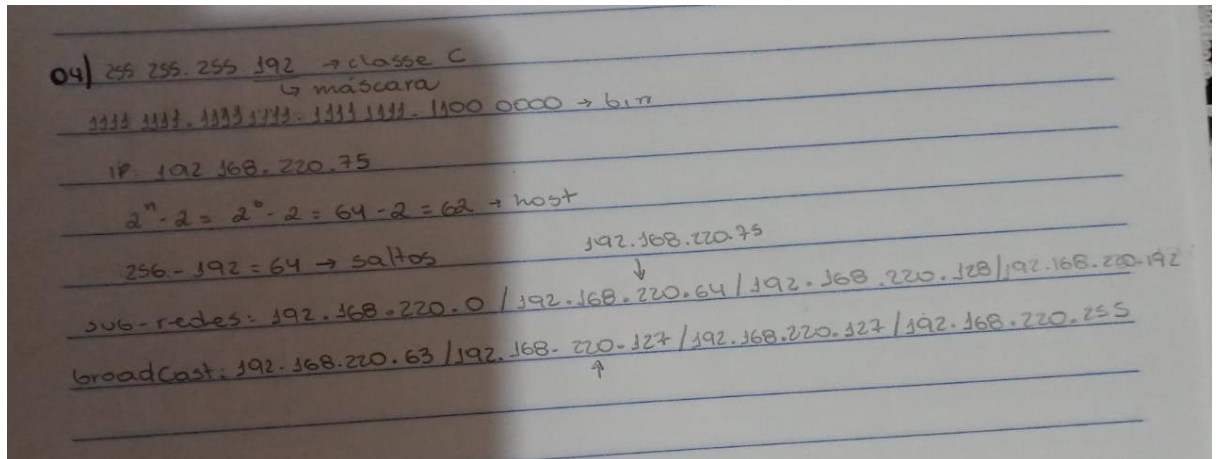 04) 255 255. 255. 192 → classe C
↳ máscara
1111 1111. 1111 1111. 1111 1111. 1100 0000 → bin
IP: 192 168. 220.75
2ⁿ-2 = 2⁶-2 = 64-2 = 62 → host
256 - 192 = 64 → saltos
192.168.220.75
↓
sub-redes: 192.168.220.0 / 192.168.220.64 / 192.168.220.128 / 192.168.220.192
broadcast: 192.168.220.63 / 192.168-220-127 / 192.168.220.127 / 192.168.220.255
↑